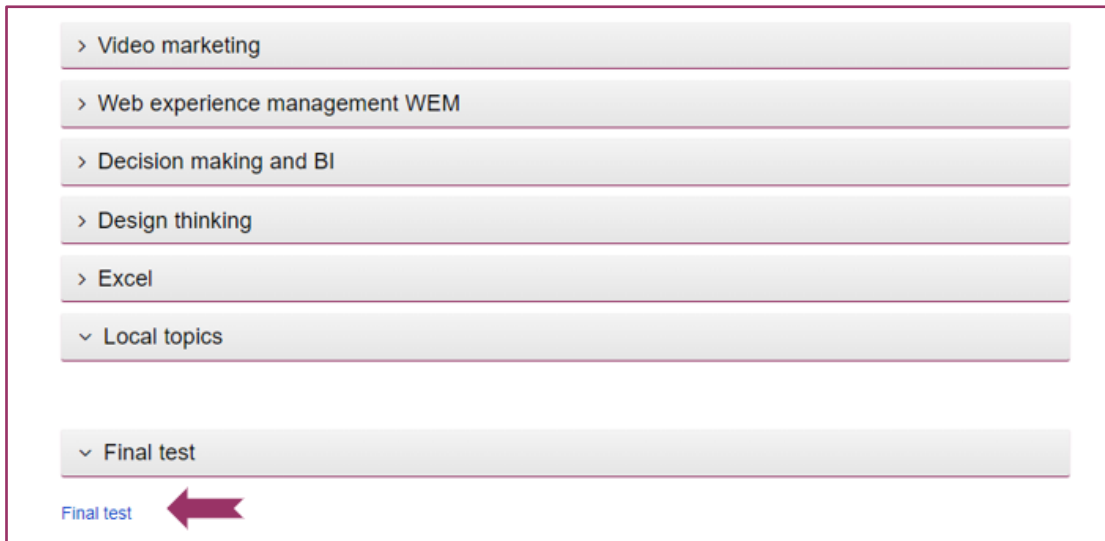 Video marketing
Web experience management WEM
Decision making and BI
Design thinking
Excel
Local topics
Final test
Final test